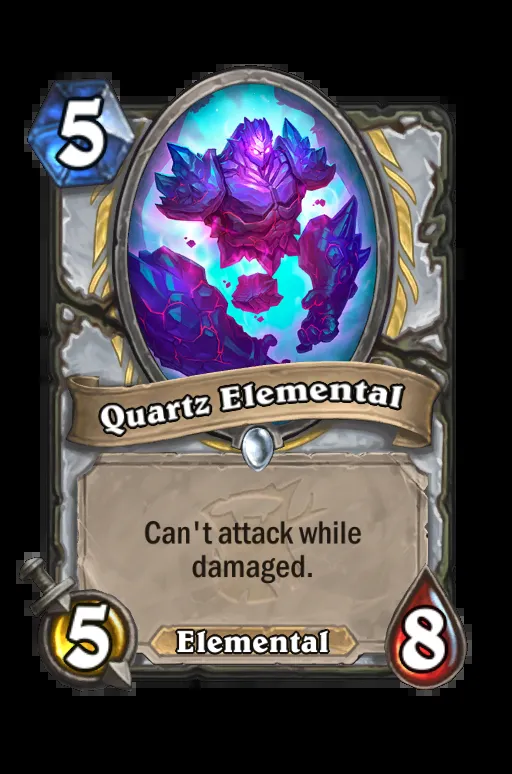 5
Quartz Elemental
Can't attack while
damaged.
5
Elemental
8